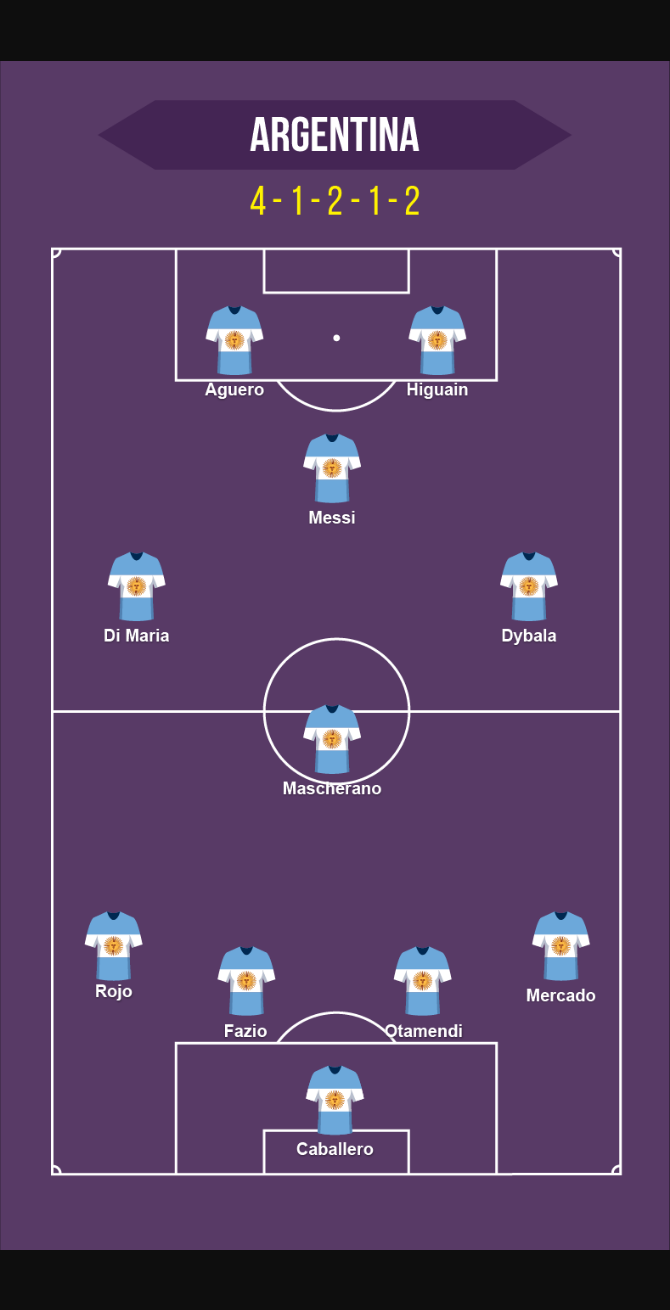 ARGENTINA
4-1-2-1-2
Aguero
Higuain
Messi
Di Maria
Dybala
Mascherano
Rojo
Mercado
Fazio
Otamendi
Caballero